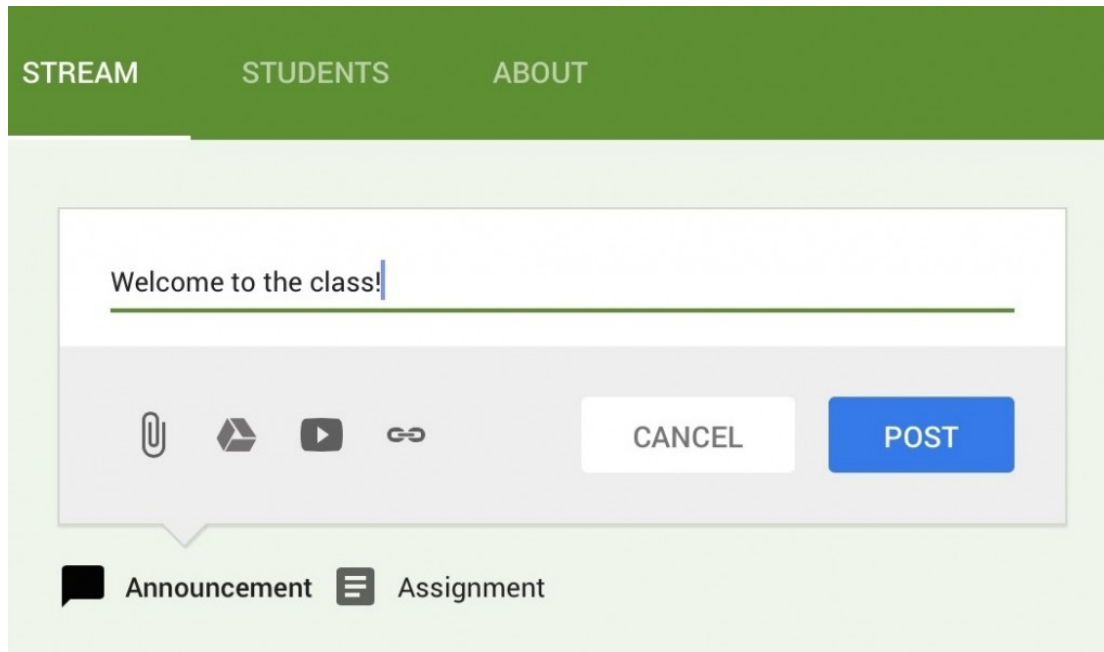 STREAM STUDENTS ABOUT
Welcome to the class!
CANCEL POST
Announcement Assignment